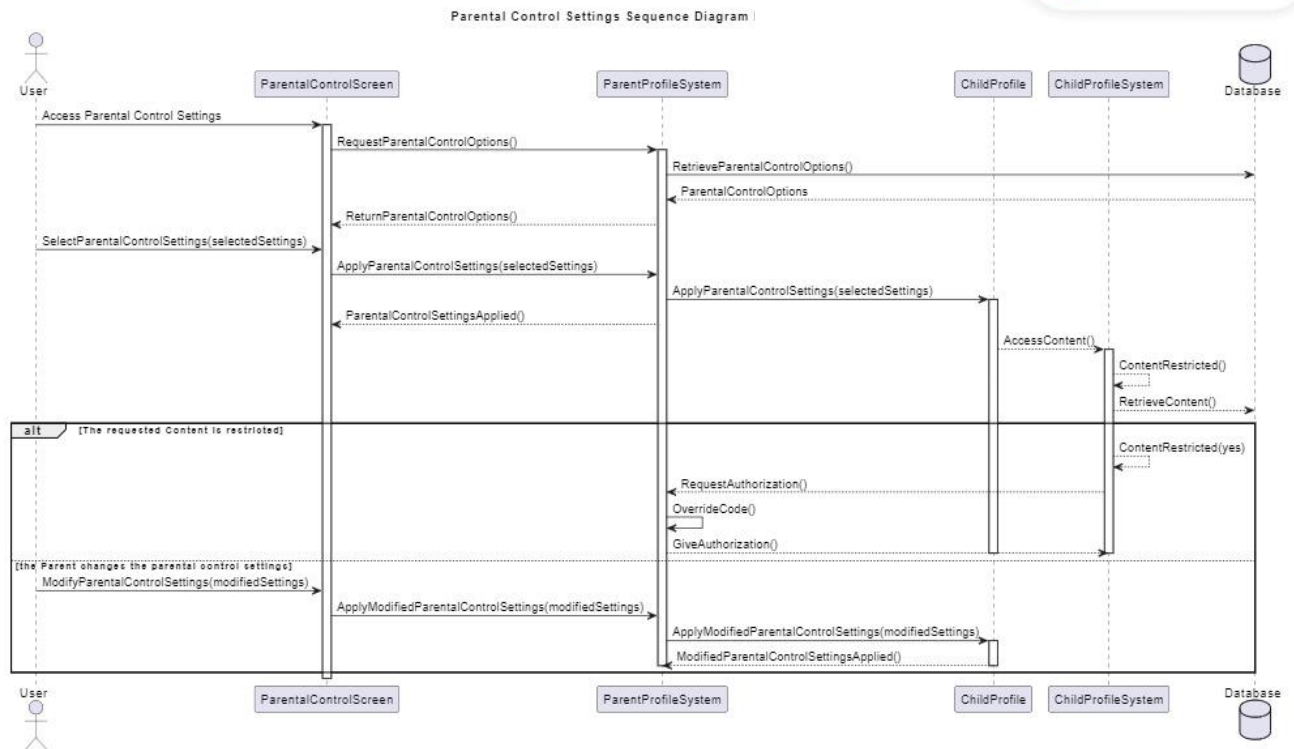 Parental Control Settings Sequence Diagram
User
ParentalControlScreen
ParentProfileSystem
ChildProfile
ChildProfileSystem
Database
Access Parental Control Settings
RequestParentalControlOptions()
RetrieveParentalControlOptions()
ParentalControlOptions
ReturnParentalControlOptions()
SelectParentalControlSettings(selectedSettings)
ApplyParentalControlSettings(selectedSettings)
ApplyParentalControlSettings(selectedSettings)
ParentalControlSettingsApplied()
AccessContent()
ContentRestricted()
RetrieveContent()
alt
[The requested Content is restricted]
ContentRestricted(yes)
RequestAuthorization()
OverrideCode()
GiveAuthorization()
[the Parent changes the parental control settings]
ModifyParentalControlSettings(modifiedSettings)
ApplyModifiedParentalControlSettings(modifiedSettings)
ApplyModifiedParentalControlSettings(modifiedSettings)
ModifiedParentalControlSettingsApplied()
User
ParentalControlScreen
ParentProfileSystem
ChildProfile
ChildProfileSystem
Database